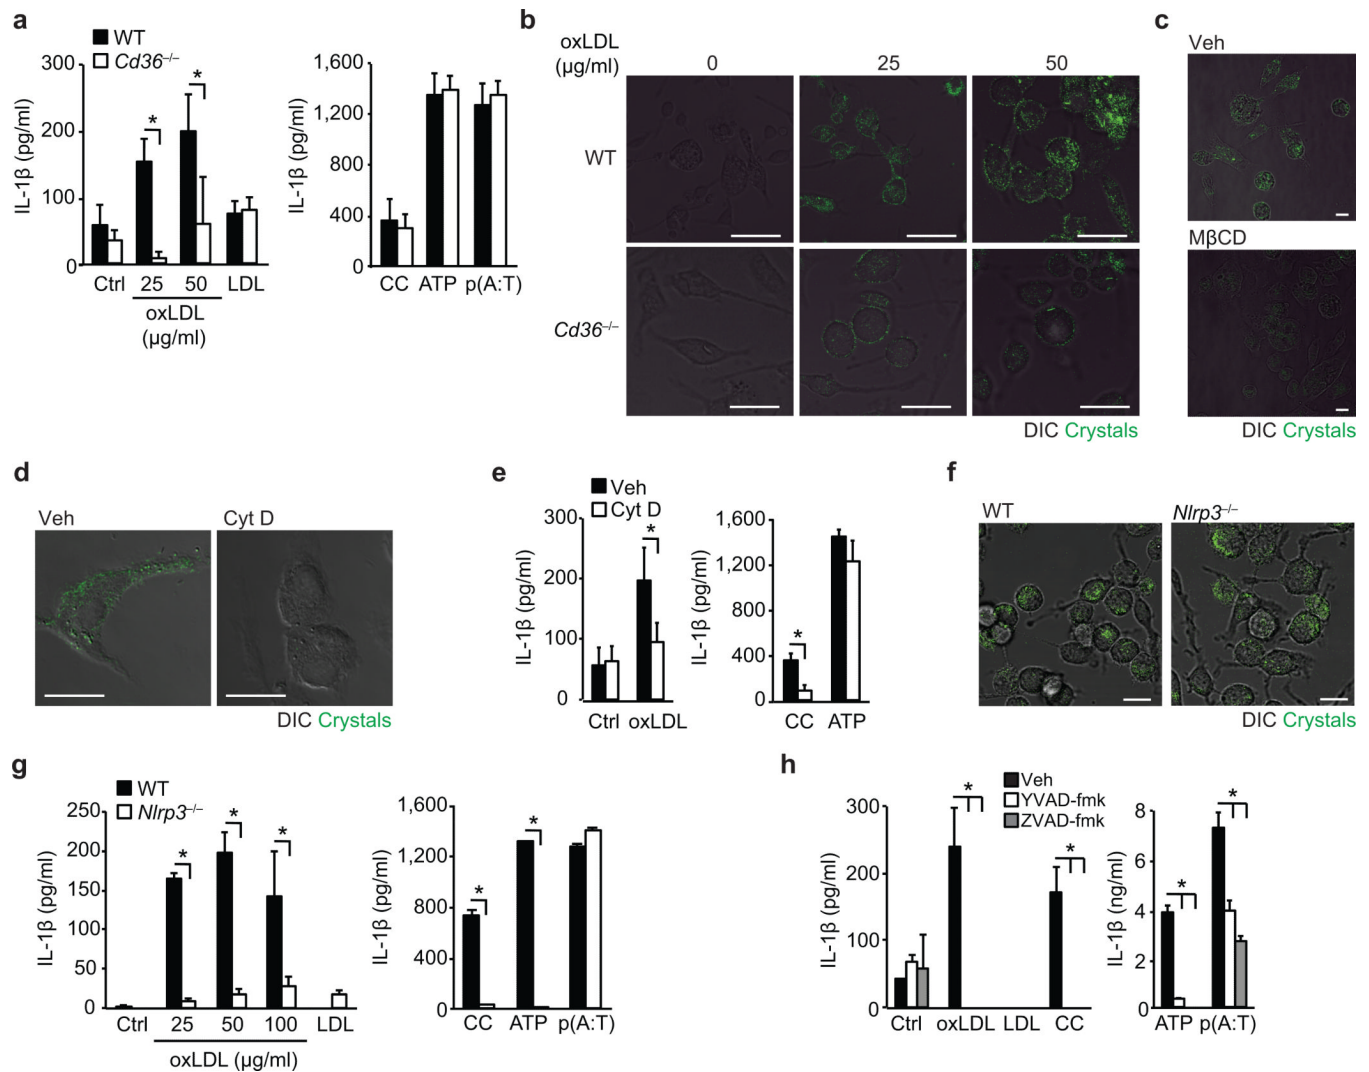 a
WT
Cd36–/–
IL-1β (pg/ml)
300
200
100
0
Ctrl 25 50 LDL
oxLDL
(µg/ml)
* *
IL-1β (pg/ml)
1,600
1,200
800
400
0
CC ATP p(A:T)
b
oxLDL
(µg/ml)
0 25 50
WT
Cd36–/–
DIC Crystals
c
Veh
MβCD
DIC Crystals
d
Veh Cyt D
DIC Crystals
e
Veh
Cyt D
IL-1β (pg/ml)
300
200
100
0
*
Ctrl oxLDL
IL-1β (pg/ml)
1,600
1,200
800
400
0
*
CC ATP
f
WT Nlrp3–/–
DIC Crystals
g
WT
Nlrp3–/–
IL-1β (pg/ml)
250
200
150
100
50
0
* * *
Ctrl 25 50 100 LDL
oxLDL (µg/ml)
IL-1β (pg/ml)
1,600
1,200
800
400
0
* *
CC ATP p(A:T)
h
Veh
YVAD-fmk
ZVAD-fmk
IL-1β (pg/ml)
300
200
100
0
* *
Ctrl oxLDL LDL CC
IL-1β (ng/ml)
8
6
4
2
0
* *
ATP p(A:T)